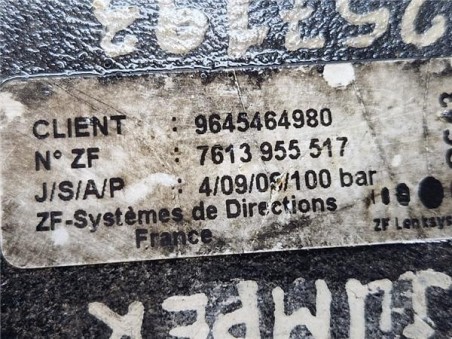 257193
CLIENT : 9645464980
N° ZF : 7613 955 517
J/S/A/P : 4/09/06/100 bar
ZF-Systèmes de Directions
France
ZF Lenksys
JUMPER